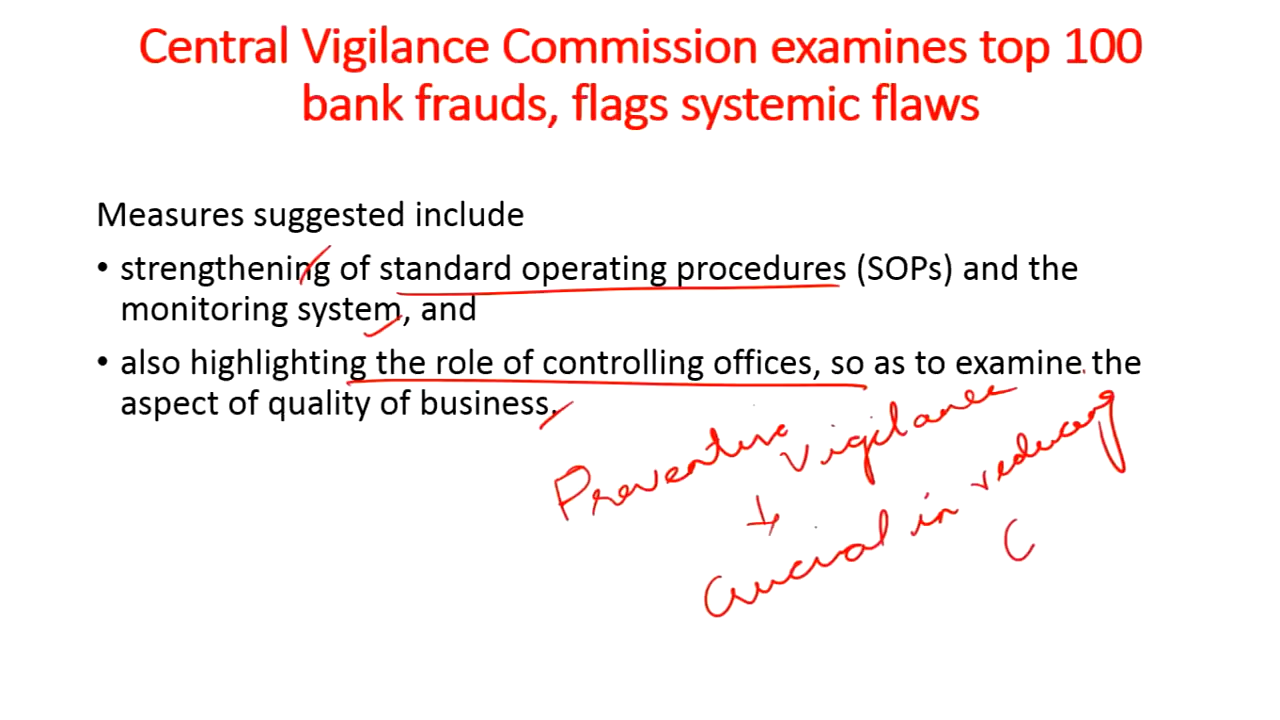 Central Vigilance Commission examines top 100
bank frauds, flags systemic flaws
Measures suggested include
• strengthening of standard operating procedures (SOPs) and the
monitoring system, and
• also highlighting the role of controlling offices, so as to examine the
aspect of quality of business.
Preventive Vigilance
Crucial in reducing
C